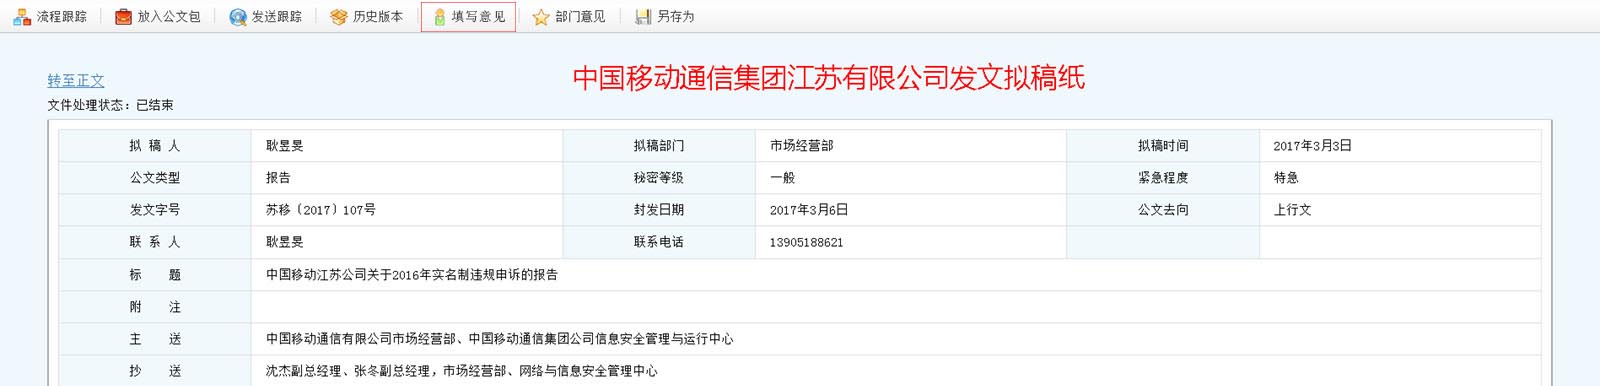 流程跟踪 放入公文包 发送跟踪 历史版本 填写意见 部门意见 另存为
中国移动通信集团江苏有限公司发文拟稿纸
转至正文
文件处理状态：已结束
拟 稿 人 耿昱旻 拟稿部门 市场经营部 拟稿时间 2017年3月3日
公文类型 报告 秘密等级 一般 紧急程度 特急
发文字号 苏移〔2017〕107号 封发日期 2017年3月6日 公文去向 上行文
联 系 人 耿昱旻 联系电话 13905188621
标 题 中国移动江苏公司关于2016年实名制违规申诉的报告
附 注
主 送 中国移动通信有限公司市场经营部、中国移动通信集团公司信息安全管理与运行中心
抄 送 沈杰副总经理、张冬副总经理，市场经营部、网络与信息安全管理中心